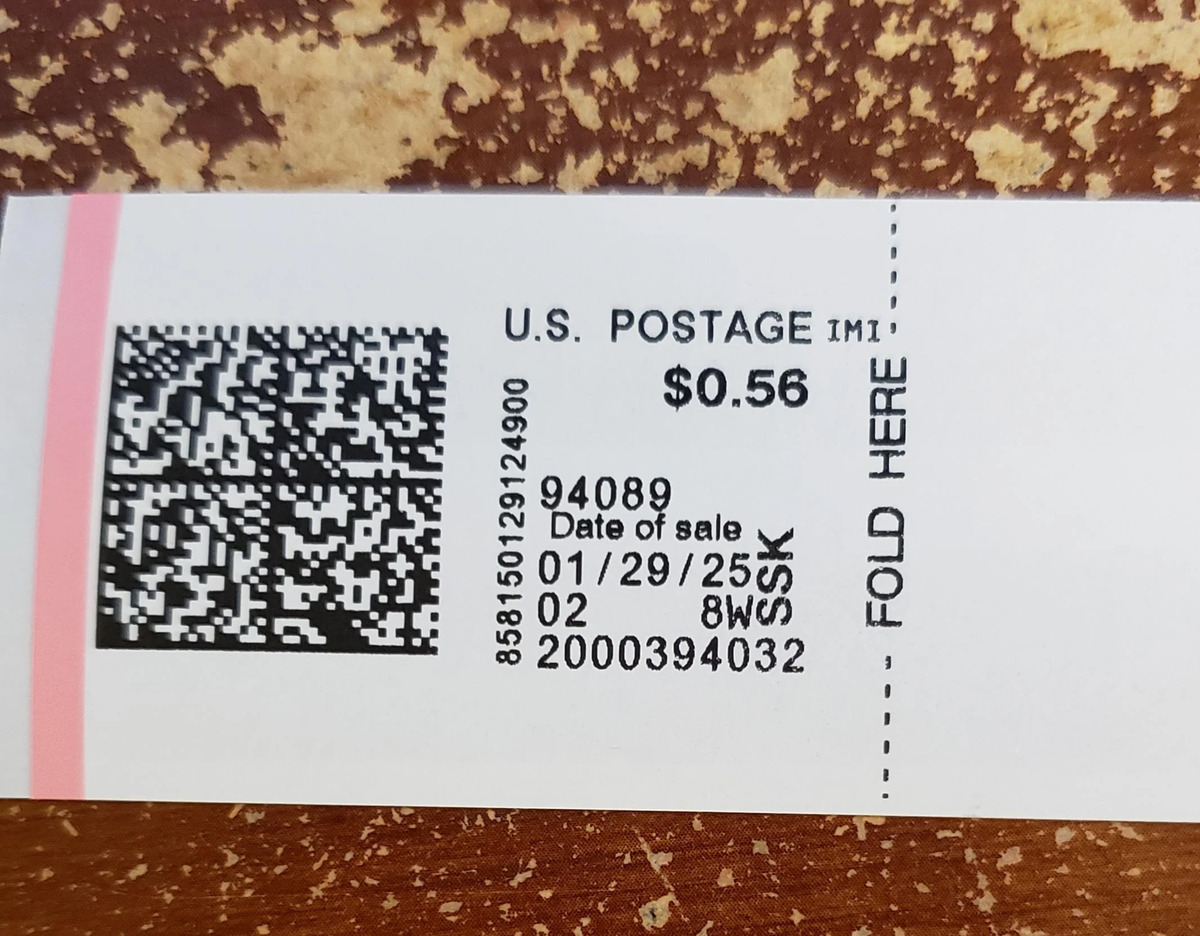 U.S. POSTAGE IMI
$0.56
858150129124900
94089
Date of sale
01/29/25
02 8W
2000394032
SSK
FOLD HERE